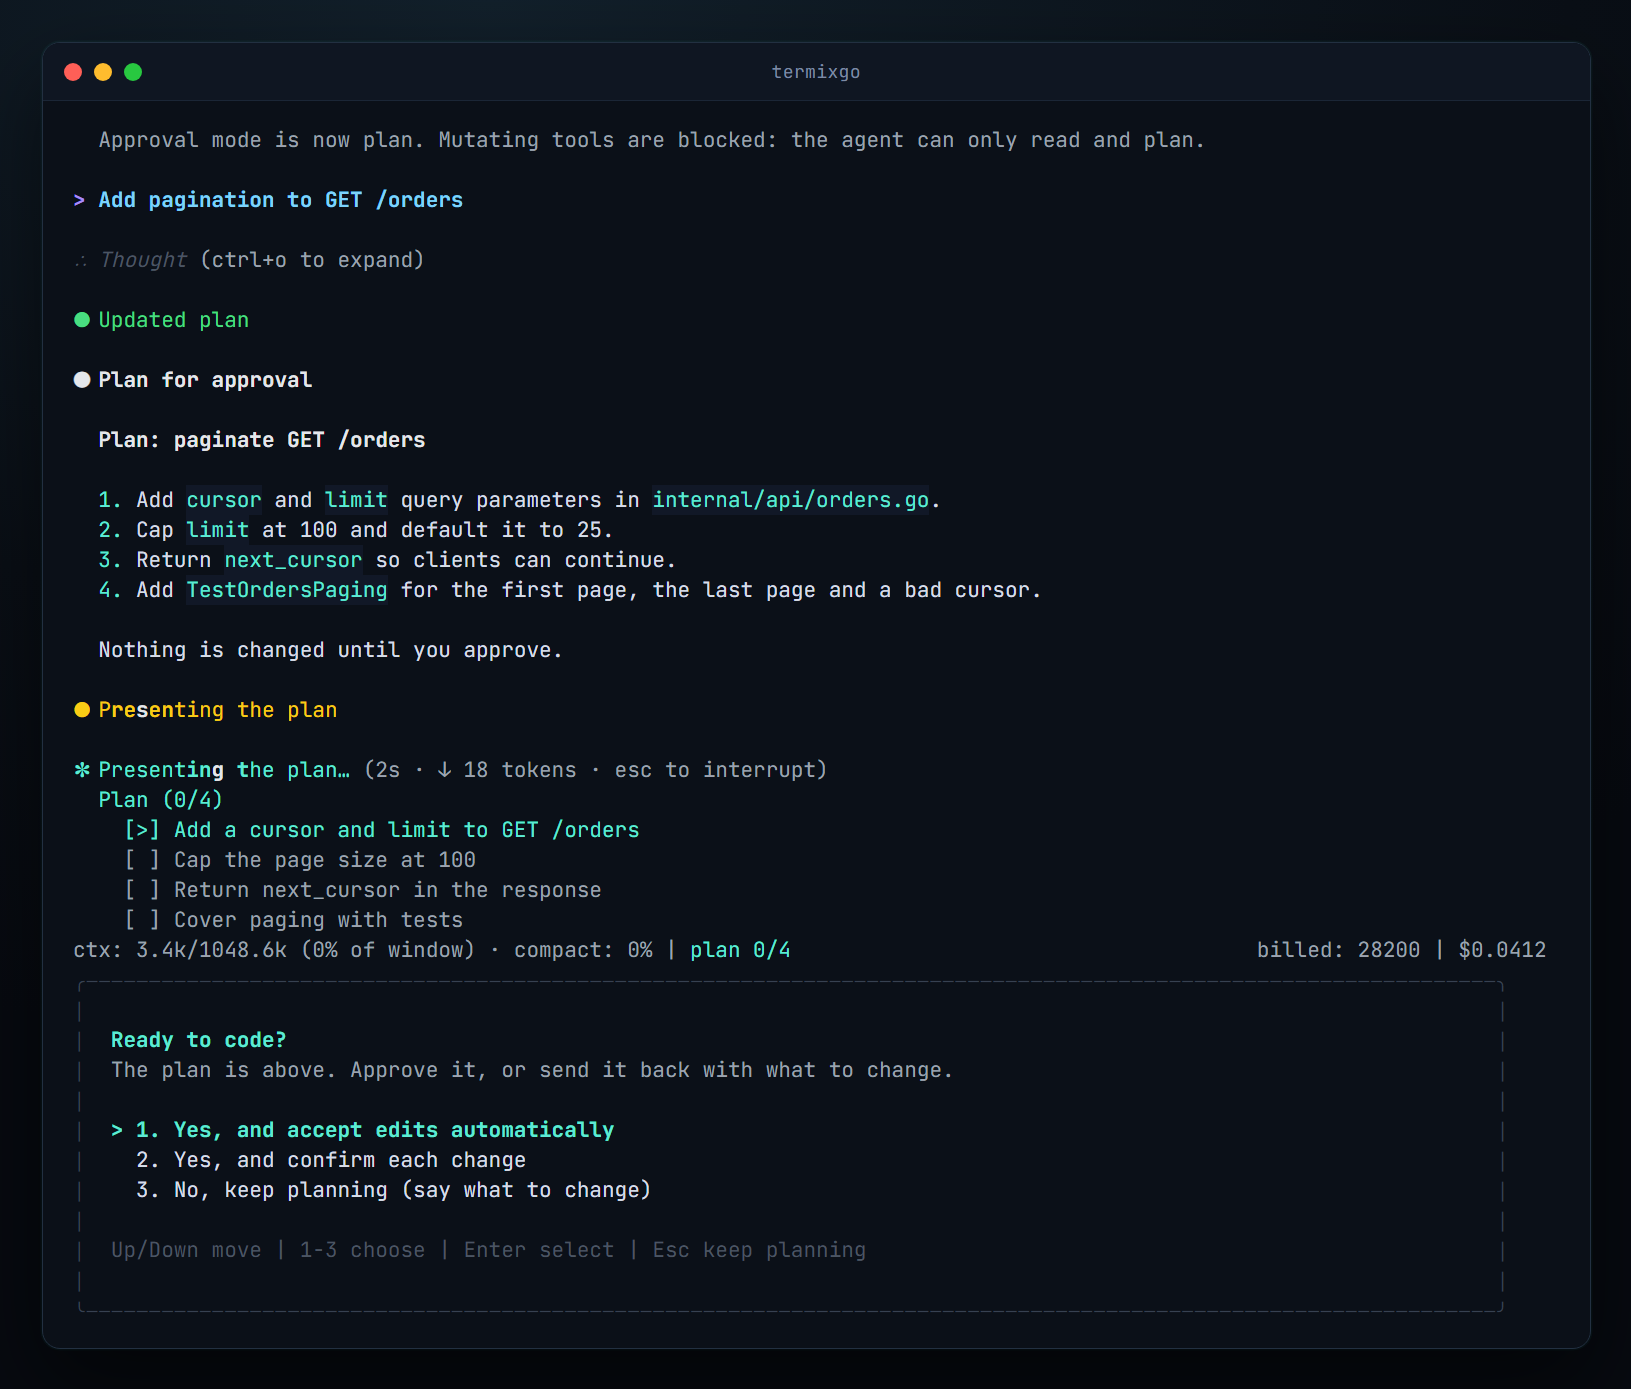 termixgo
Approval mode is now plan. Mutating tools are blocked: the agent can only read and plan.
> Add pagination to GET /orders
∴ Thought (ctrl+o to expand)
● Updated plan
● Plan for approval
Plan: paginate GET /orders
1. Add cursor and limit query parameters in internal/api/orders.go.
2. Cap limit at 100 and default it to 25.
3. Return next_cursor so clients can continue.
4. Add TestOrdersPaging for the first page, the last page and a bad cursor.
Nothing is changed until you approve.
● Presenting the plan
✻ Presenting the plan… (2s · ↓ 18 tokens · esc to interrupt)
Plan (0/4)
[>] Add a cursor and limit to GET /orders
[ ] Cap the page size at 100
[ ] Return next_cursor in the response
[ ] Cover paging with tests
ctx: 3.4k/1048.6k (0% of window) · compact: 0% | plan 0/4 billed: 28200 | $0.0412
Ready to code?
The plan is above. Approve it, or send it back with what to change.
> 1. Yes, and accept edits automatically
2. Yes, and confirm each change
3. No, keep planning (say what to change)
Up/Down move | 1-3 choose | Enter select | Esc keep planning